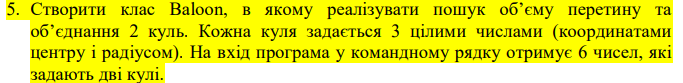 5. Створити клас Baloon, в якому реалізувати пошук об’єму перетину та
об’єднання 2 куль. Кожна куля задається 3 цілими числами (координатами
центру і радіусом). На вхід програма у командному рядку отримує 6 чисел, які
задають дві кулі.